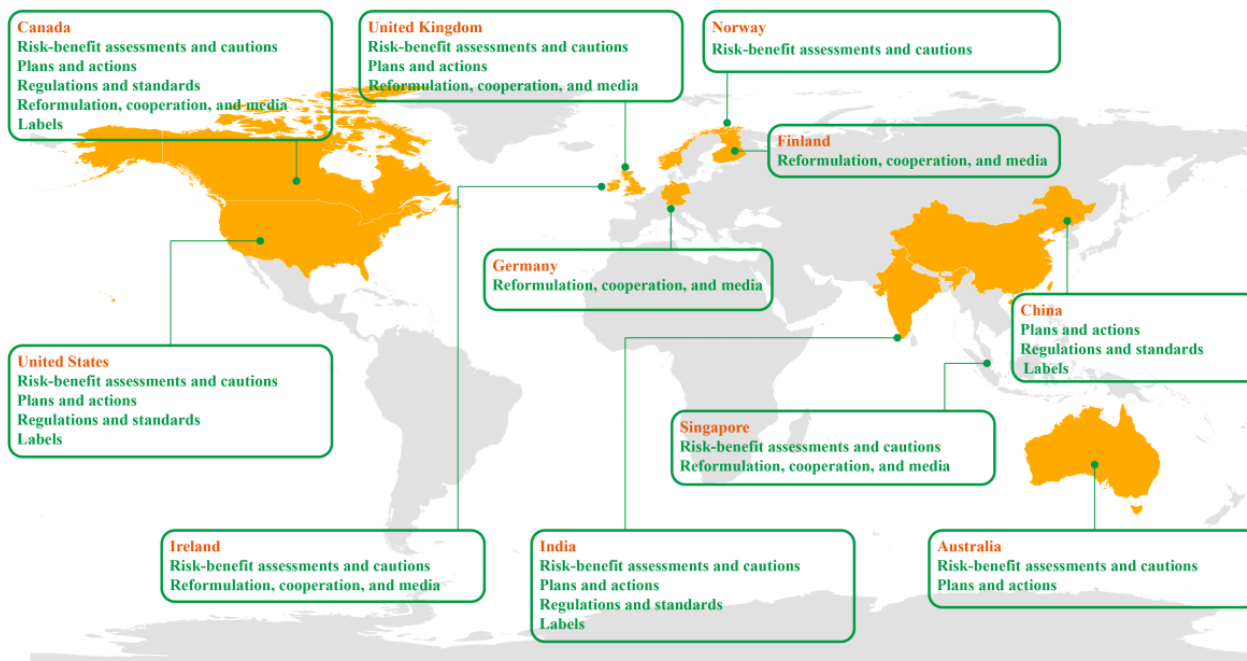 Canada
Risk-benefit assessments and cautions
Plans and actions
Regulations and standards
Reformulation, cooperation, and media
Labels
United Kingdom
Risk-benefit assessments and cautions
Plans and actions
Reformulation, cooperation, and media
Norway
Risk-benefit assessments and cautions
Finland
Reformulation, cooperation, and media
Germany
Reformulation, cooperation, and media
China
Plans and actions
Regulations and standards
Labels
United States
Risk-benefit assessments and cautions
Plans and actions
Regulations and standards
Labels
Singapore
Risk-benefit assessments and cautions
Reformulation, cooperation, and media
Ireland
Risk-benefit assessments and cautions
Reformulation, cooperation, and media
India
Risk-benefit assessments and cautions
Plans and actions
Regulations and standards
Labels
Australia
Risk-benefit assessments and cautions
Plans and actions